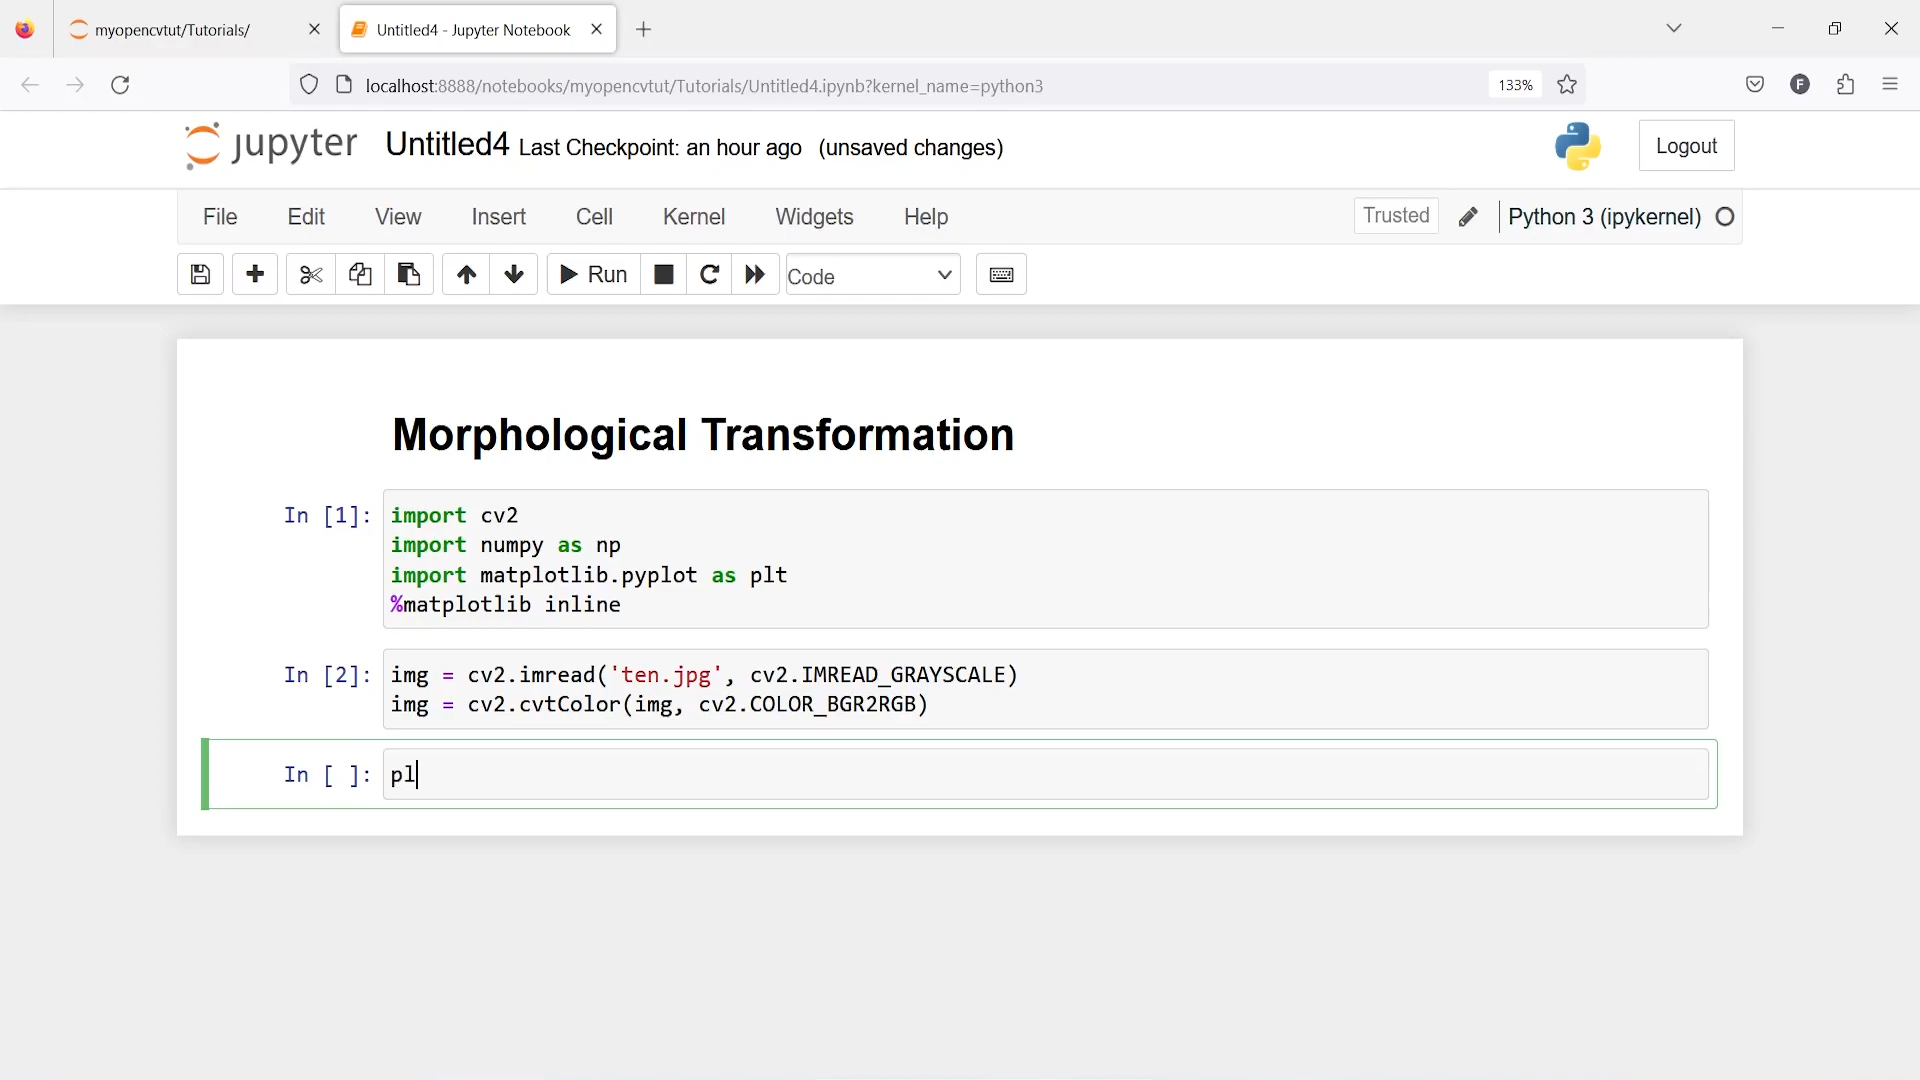 myopencvtut/Tutorials/
Untitled4 - Jupyter Notebook
localhost:8888/notebooks/myopencvtut/Tutorials/Untitled4.ipynb?kernel_name=python3
133%
F
jupyter
Untitled4 Last Checkpoint: an hour ago (unsaved changes)
Logout
File Edit View Insert Cell Kernel Widgets Help
Trusted
Python 3 (ipykernel)
Run
Code
Morphological Transformation
In [1]: import cv2
import numpy as np
import matplotlib.pyplot as plt
%matplotlib inline
In [2]: img = cv2.imread('ten.jpg', cv2.IMREAD_GRAYSCALE)
img = cv2.cvtColor(img, cv2.COLOR_BGR2RGB)
In [ ]: pl